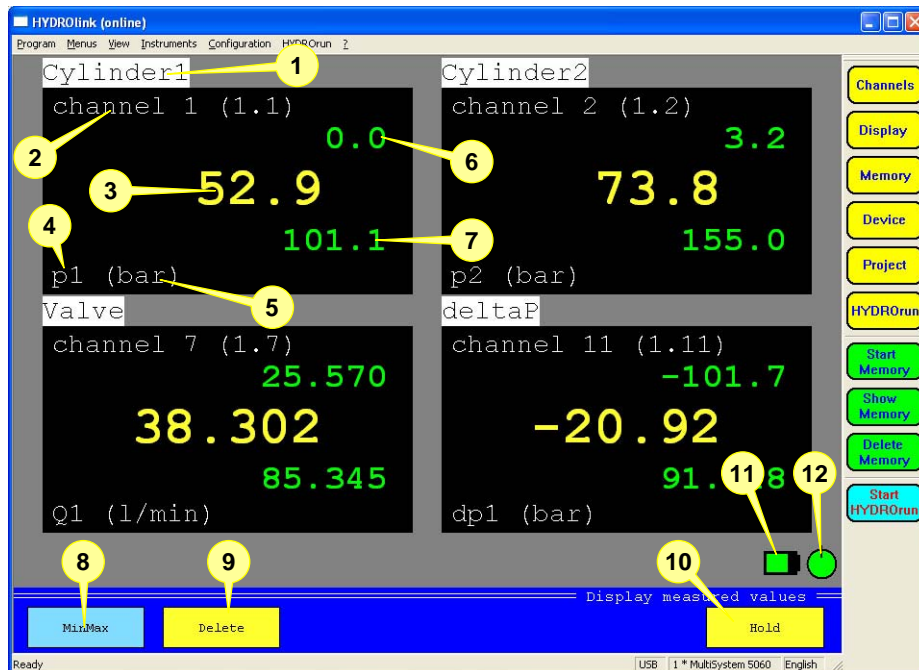 HYDROlink (online)
Program Menus View Instruments Configuration HYDROrun ?
Cylinder1
1
channel 1 (1.1)
2
0.0
6
3
52.9
4
101.1
7
p1 (bar)
5
Cylinder2
channel 2 (1.2)
3.2
73.8
155.0
p2 (bar)
Valve
channel 7 (1.7)
25.570
38.302
85.345
Q1 (l/min)
deltaP
channel 11 (1.11)
-101.7
-20.92
dp1 (bar)
11
12
Channels
Display
Memory
Device
Project
HYDROrun
Start
Memory
Show
Memory
Delete
Memory
Start
HYDROrun
8
9
10
Display measured values
MinMax
Delete
Hold
Ready
USB 1 * MultiSystem 5060 English